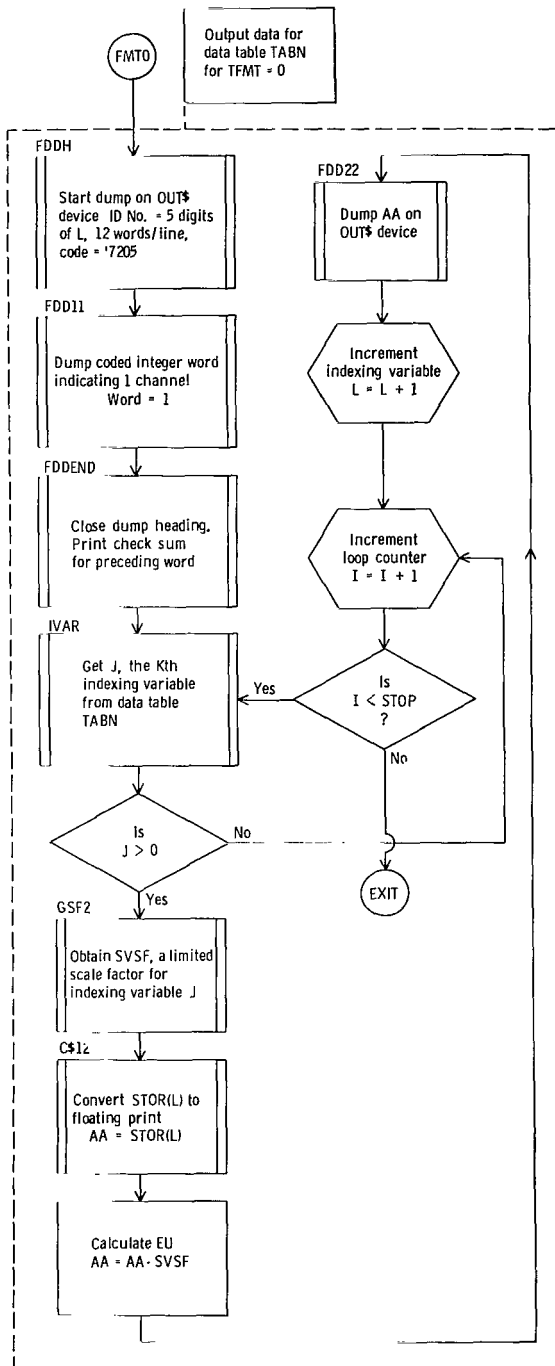 FMT0
Output data for
data table TABN
for TFMT = 0
FDDH
Start dump on OUT$
device ID No. = 5 digits
of L, 12 words/line,
code = '7205
FDD11
Dump coded integer word
indicating 1 channel
Word = 1
FDDEND
Close dump heading.
Print check sum
for preceding word
IVAR
Get J, the Kth
indexing variable
from data table
TABN
Is
J > 0
No
Yes
GSF2
Obtain SVSF, a limited
scale factor for
indexing variable J
C$12
Convert STOR(L) to
floating print
AA = STOR(L)
Calculate EU
AA = AA · SVSF
FDD22
Dump AA on
OUT$ device
Increment
indexing variable
L = L + 1
Increment
loop counter
I = I + 1
Is
I < STOP
?
Yes
No
EXIT